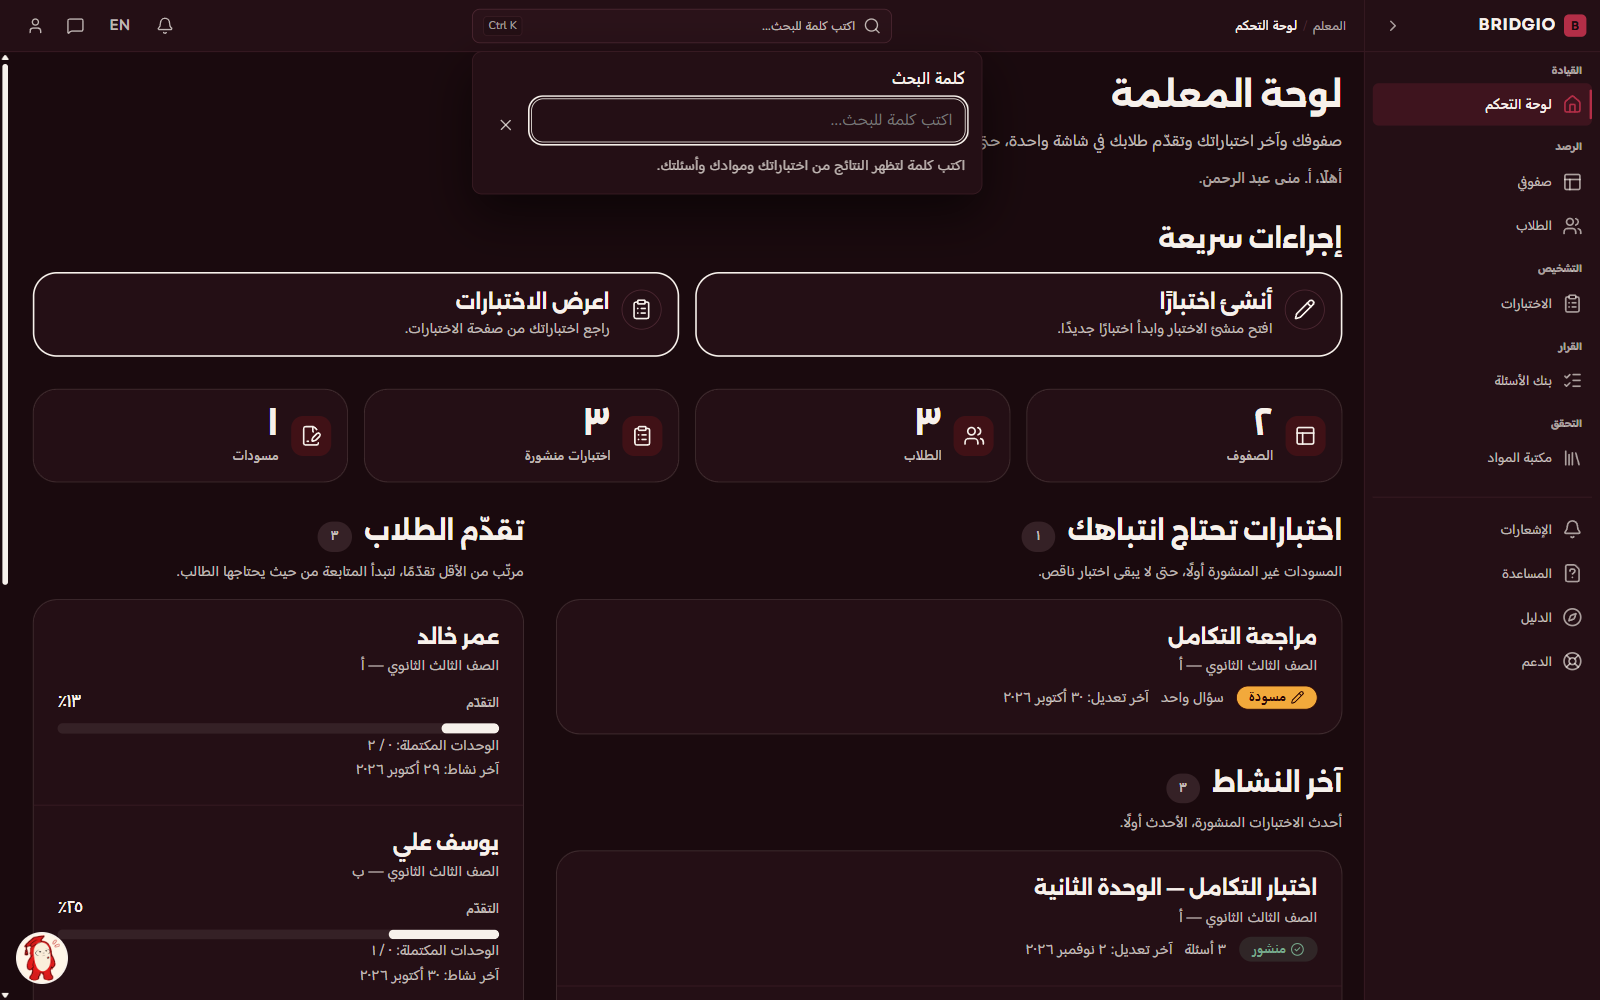 B BRIDGIO
المعلم / لوحة التحكم
اكتب كلمة للبحث...
Ctrl K
EN
القيادة
لوحة التحكم
الرصد
صفوفي
الطلاب
التشخيص
الاختبارات
القرار
بنك الأسئلة
التحقق
مكتبة المواد
الإشعارات
المساعدة
الدليل
الدعم
كلمة البحث
اكتب كلمة للبحث...
اكتب كلمة لتظهر النتائج من اختباراتك وموادك وأسئلتك.
لوحة المعلمة
صفوفك وآخر اختباراتك وتقدّم طلابك في شاشة واحدة، حتى
أهلًا، أ. منى عبد الرحمن.
إجراءات سريعة
أنشئ اختبارًا
افتح منشئ الاختبار وابدأ اختبارًا جديدًا.
اعرض الاختبارات
راجع اختباراتك من صفحة الاختبارات.
٢
الصفوف
٣
الطلاب
٣
اختبارات منشورة
١
مسودات
اختبارات تحتاج انتباهك ١
المسودات غير المنشورة أولًا، حتى لا يبقى اختبار ناقص.
مراجعة التكامل
الصف الثالث الثانوي — أ
مسودة سؤال واحد آخر تعديل: ٣٠ أكتوبر ٢٠٢٦
آخر النشاط ٣
أحدث الاختبارات المنشورة، الأحدث أولًا.
اختبار التكامل — الوحدة الثانية
الصف الثالث الثانوي — أ
منشور ٣ أسئلة آخر تعديل: ٢ نوفمبر ٢٠٢٦
تقدّم الطلاب ٣
مرتّب من الأقل تقدّمًا، لتبدأ المتابعة من حيث يحتاجها الطالب.
عمر خالد
الصف الثالث الثانوي — أ
التقدّم ١٣٪
الوحدات المكتملة: ٠ / ٢
آخر نشاط: ٢٩ أكتوبر ٢٠٢٦
يوسف علي
الصف الثالث الثانوي — ب
التقدّم ٢٥٪
الوحدات المكتملة: ٠ / ١
آخر نشاط: ٣٠ أكتوبر ٢٠٢٦